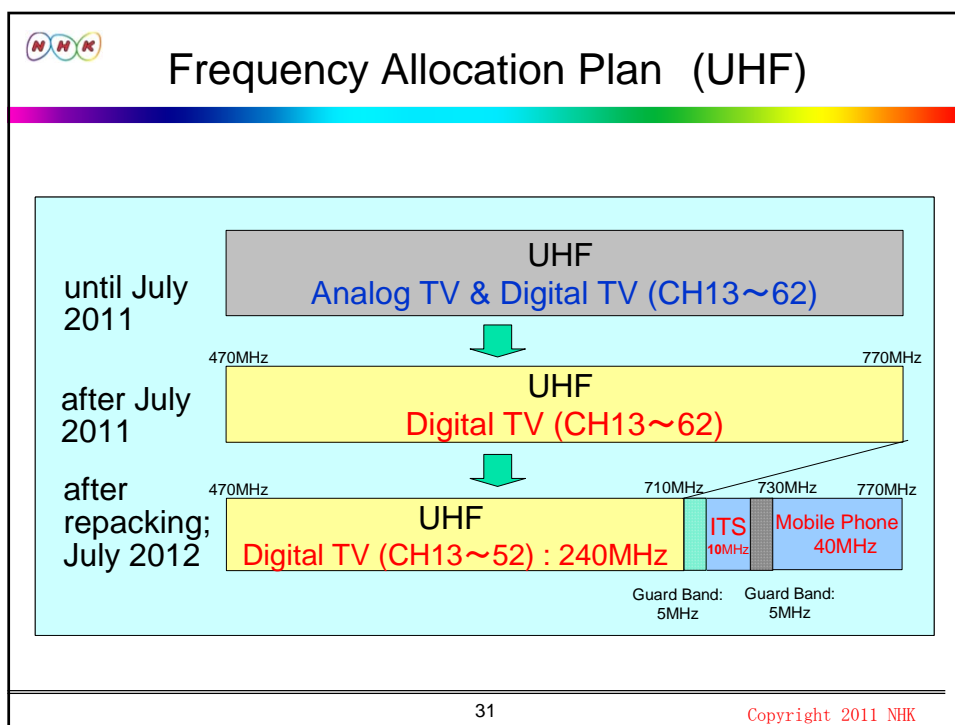 NHK
Frequency Allocation Plan (UHF)
until July
2011
UHF
Analog TV & Digital TV (CH13～62)
470MHz
770MHz
after July
2011
UHF
Digital TV (CH13～62)
after
repacking;
July 2012
470MHz
710MHz
730MHz
770MHz
UHF
Digital TV (CH13～52) : 240MHz
ITS
10MHz
Mobile Phone
40MHz
Guard Band:
5MHz
Guard Band:
5MHz
31
Copyright 2011 NHK